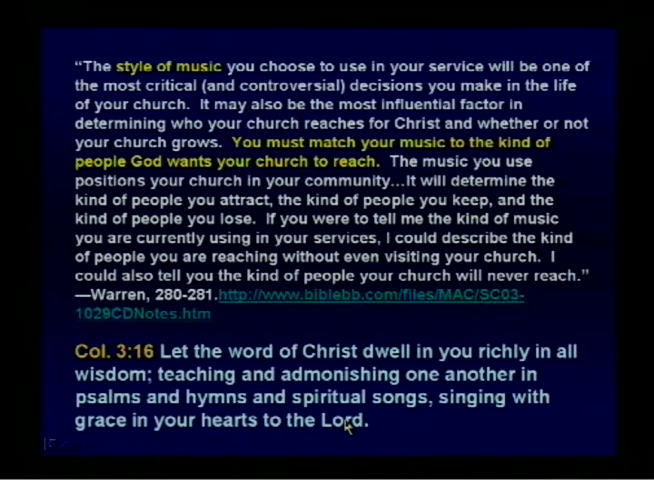 “The style of music you choose to use in your service will be one of
the most critical (and controversial) decisions you make in the life
of your church. It may also be the most influential factor in
determining who your church reaches for Christ and whether or not
your church grows. You must match your music to the kind of
people God wants your church to reach. The music you use
positions your church in your community…It will determine the
kind of people you attract, the kind of people you keep, and the
kind of people you lose. If you were to tell me the kind of music
you are currently using in your services, I could describe the kind
of people you are reaching without even visiting your church. I
could also tell you the kind of people your church will never reach.”
—Warren, 280-281.http://www.biblebb.com/files/MAC/SC03-
1029CDNotes.htm
Col. 3:16 Let the word of Christ dwell in you richly in all
wisdom; teaching and admonishing one another in
psalms and hymns and spiritual songs, singing with
grace in your hearts to the Lord.